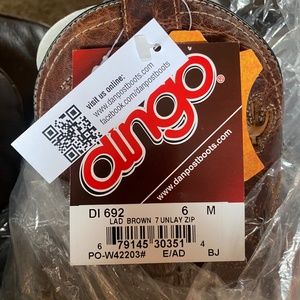 visit us online:
www.danpostboots.com
facebook.com/danpostboots
dingo®
www.danpostboots.com
DI 692 6 M
LAD BROWN 7 UNLAY ZIP
6 79145 30351 4
PO-W42203# E/AD BJ